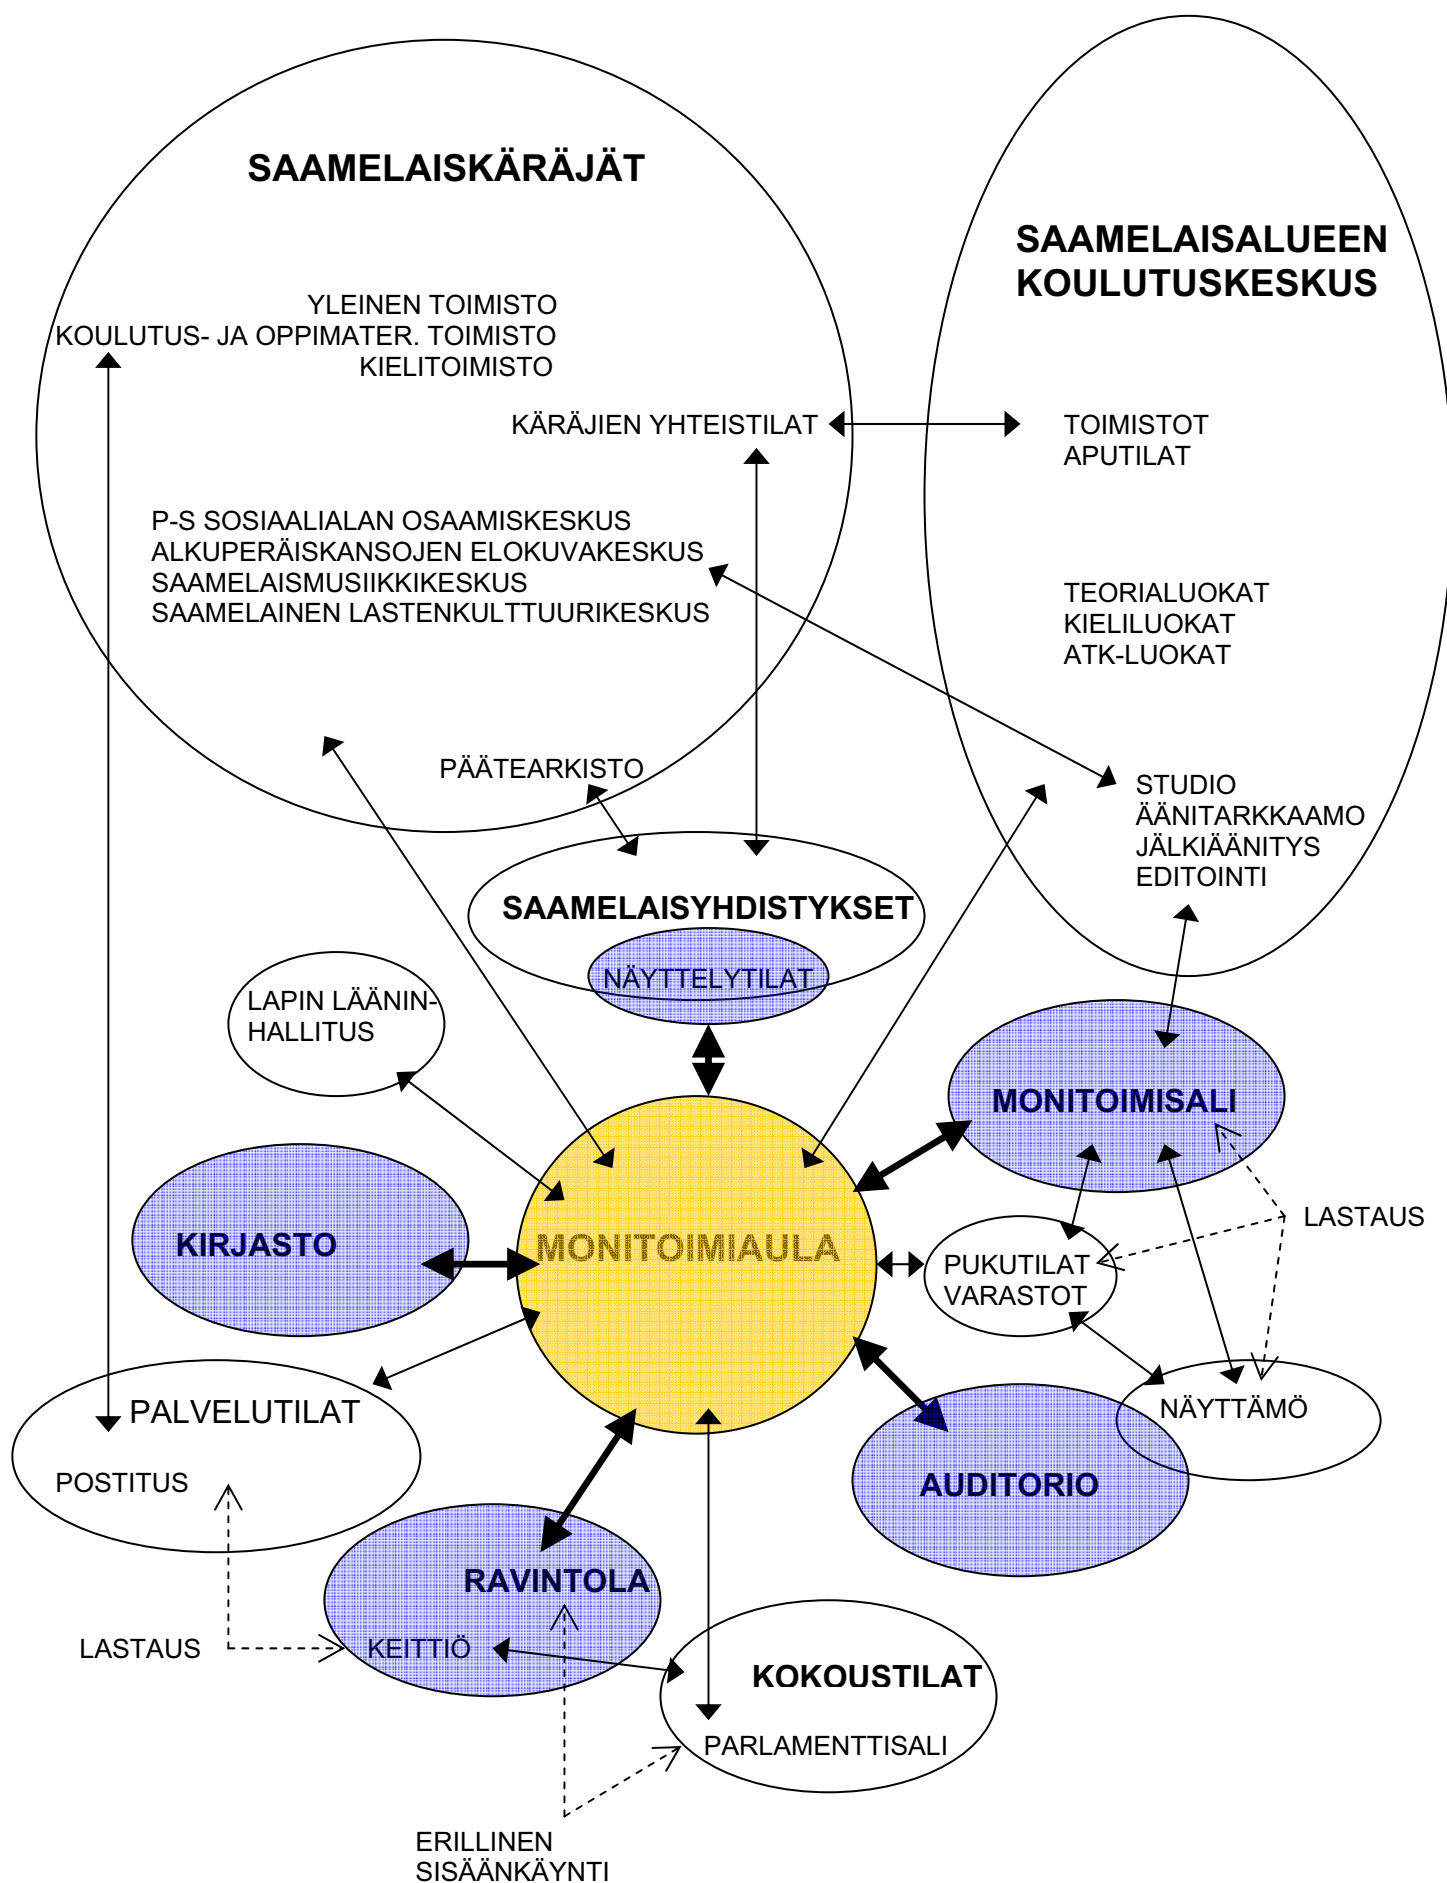 SAAMELAISKÄRÄJÄT
SAAMELAISALUEEN
KOULUTUSKESKUS
YLEINEN TOIMISTO
KOULUTUS- JA OPPIMATER. TOIMISTO
KIELITOIMISTO
KÄRÄJIEN YHTEISTILAT
TOIMISTOT
APUTILAT
P-S SOSIAALIALAN OSAAMISKESKUS
ALKUPERÄISKANSOJEN ELOKUVAKESKUS
SAAMELAISMUSIIKKIKESKUS
SAAMELAINEN LASTENKULTTUURIKESKUS
TEORIALUOKAT
KIELILUOKAT
ATK-LUOKAT
PÄÄTEARKISTO
STUDIO
ÄÄNITARKKAAMO
JÄLKIÄÄNITYS
EDITOINTI
SAAMELAISYHDISTYKSET
NÄYTTELYTILAT
LAPIN LÄÄNIN-
HALLITUS
MONITOIMISALI
LASTAUS
KIRJASTO
MONITOIMIAULA
PUKUTILAT
VARASTOT
PALVELUTILAT
NÄYTTÄMÖ
POSTITUS
AUDITORIO
RAVINTOLA
LASTAUS
KEITTIÖ
KOKOUSTILAT
PARLAMENTTISALI
ERILLINEN
SISÄÄNKÄYNTI